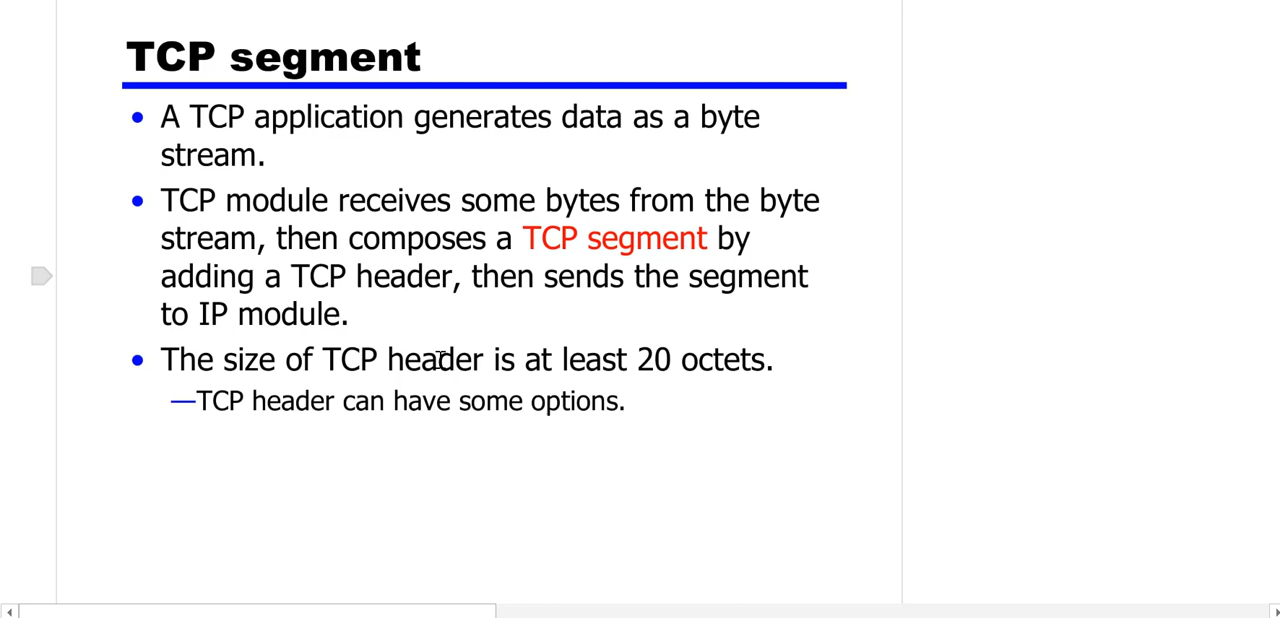 TCP segment
• A TCP application generates data as a byte
stream.
• TCP module receives some bytes from the byte
stream, then composes a TCP segment by
adding a TCP header, then sends the segment
to IP module.
• The size of TCP header is at least 20 octets.
—TCP header can have some options.